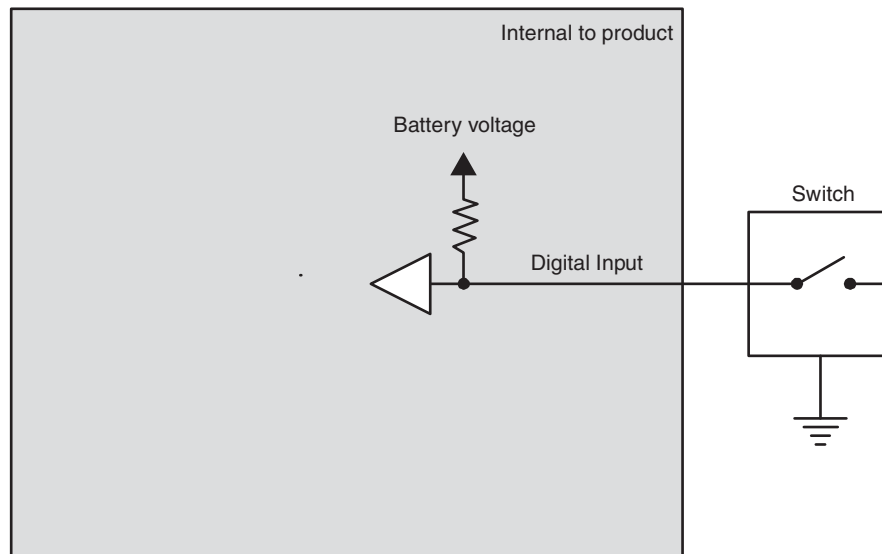 Internal to product
Battery voltage
Switch
Digital Input